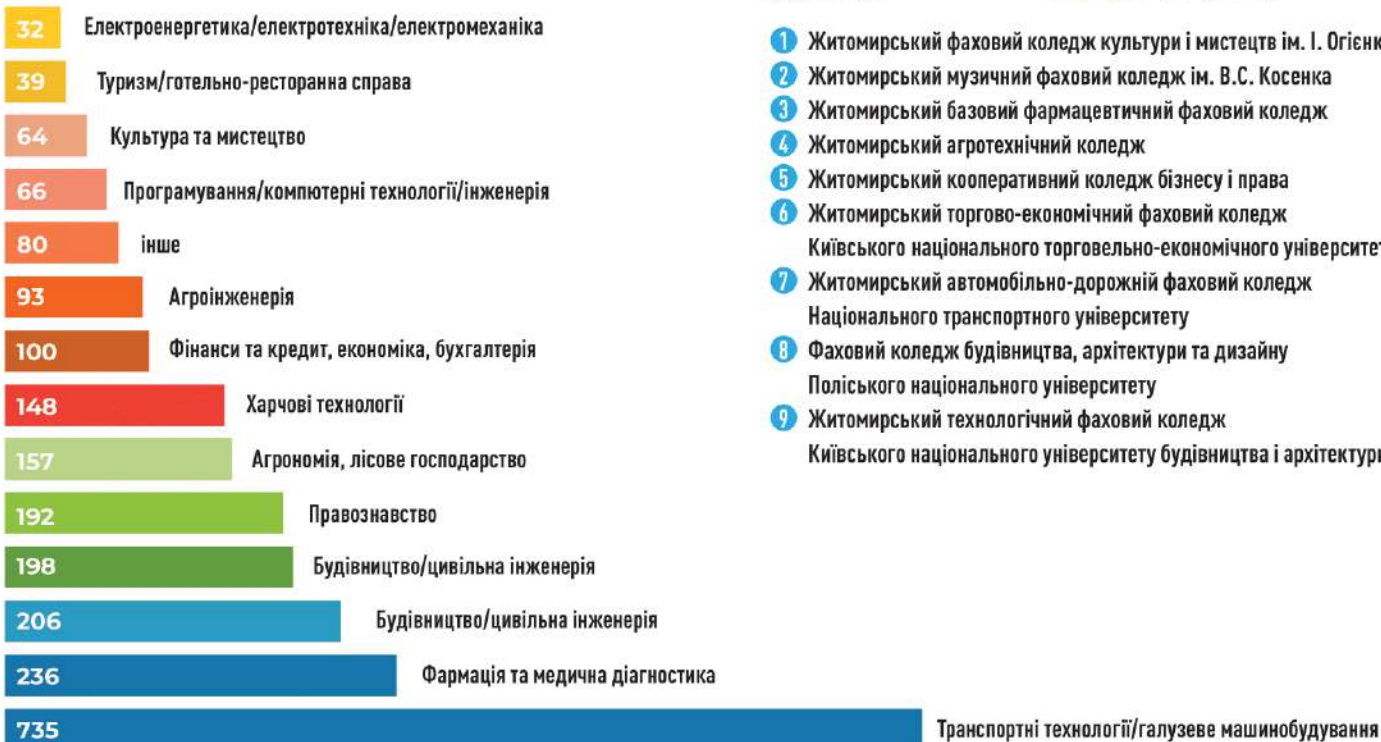 32 Електроенергетика/електротехніка/електромеханіка
39 Туризм/готельно-ресторанна справа
64 Культура та мистецтво
66 Програмування/компютерні технології/інженерія
80 інше
93 Агроінженерія
100 Фінанси та кредит, економіка, бухгалтерія
148 Харчові технології
157 Агрономія, лісове господарство
192 Правознавство
198 Будівництво/цивільна інженерія
206 Будівництво/цивільна інженерія
236 Фармація та медична діагностика
735 Транспортні технології/галузеве машинобудування
1 Житомирський фаховий коледж культури і мистецтв ім. І. Огієнк
2 Житомирський музичний фаховий коледж ім. В.С. Косенка
3 Житомирський базовий фармацевтичний фаховий коледж
4 Житомирський агротехнічний коледж
5 Житомирський кооперативний коледж бізнесу і права
6 Житомирський торгово-економічний фаховий коледж
Київського національного торговельно-економічного університет
7 Житомирський автомобільно-дорожній фаховий коледж
Національного транспортного університету
8 Фаховий коледж будівництва, архітектури та дизайну
Поліського національного університету
9 Житомирський технологічний фаховий коледж
Київського національного університету будівництва і архітектури